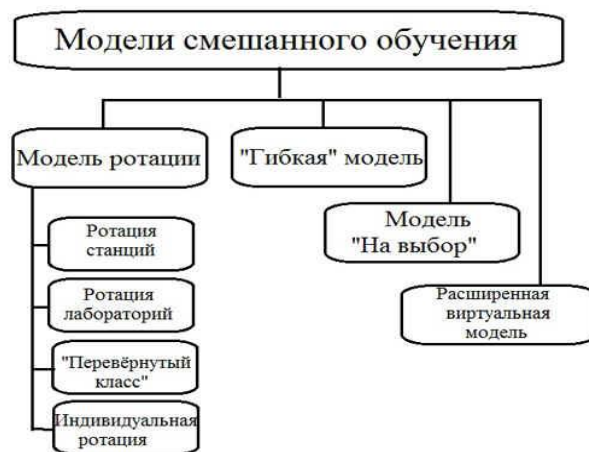 Модели смешанного обучения
Модель ротации
"Гибкая" модель
Модель
"На выбор"
Расширенная
виртуальная
модель
Ротация
станций
Ротация
лабораторий
"Перевёрнутый
класс"
Индивидуальная
ротация